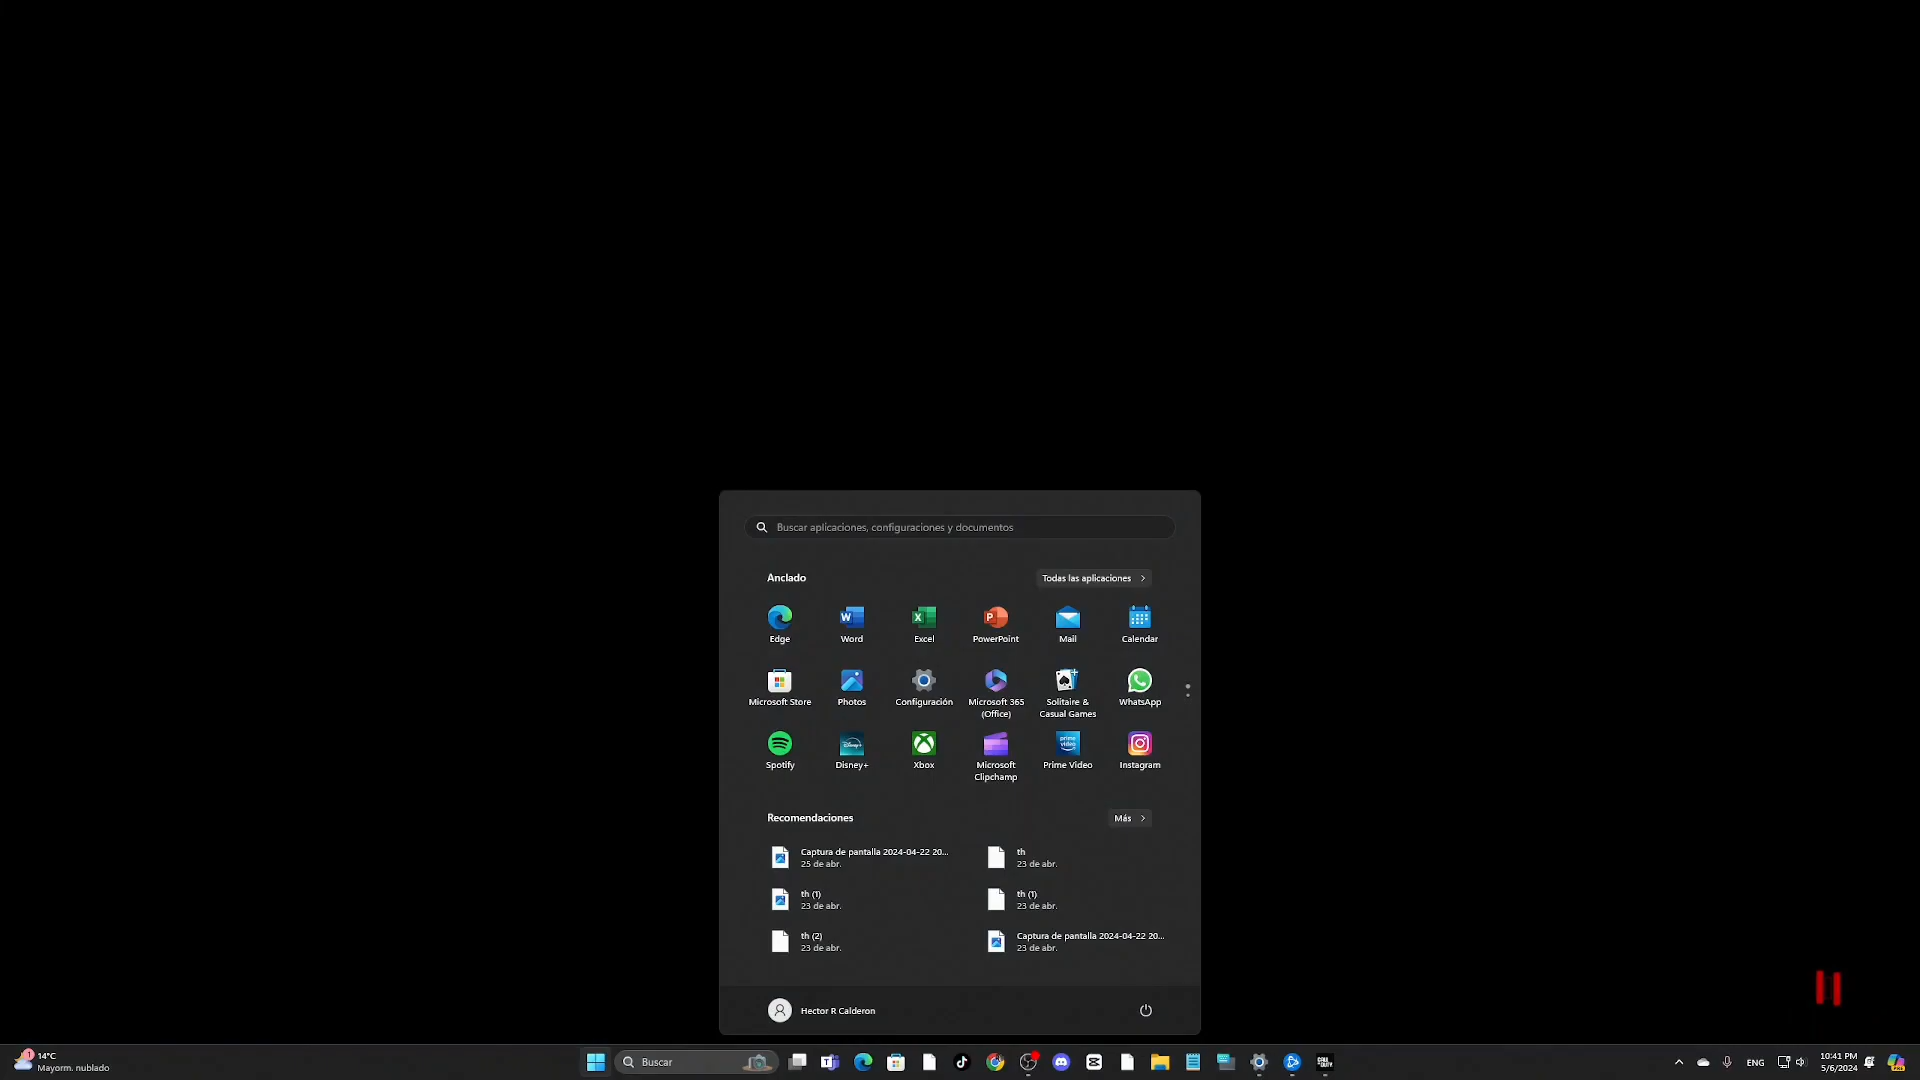 Buscar aplicaciones, configuraciones y documentos
Anclado
Todas las aplicaciones
Edge
Word
Excel
PowerPoint
Mail
Calendar
Microsoft Store
Photos
Configuración
Microsoft 365
(Office)
Solitaire &
Casual Games
WhatsApp
Spotify
Disney+
Xbox
Microsoft
Clipchamp
Prime Video
Instagram
Recomendaciones
Más
Captura de pantalla 2024-04-22 20...
25 de abr.
th
23 de abr.
th (1)
23 de abr.
th (1)
23 de abr.
th (2)
23 de abr.
Captura de pantalla 2024-04-22 20...
23 de abr.
Hector R Calderon
1
14°C
Mayorm. nublado
Buscar
ENG
10:41 PM
5/6/2024